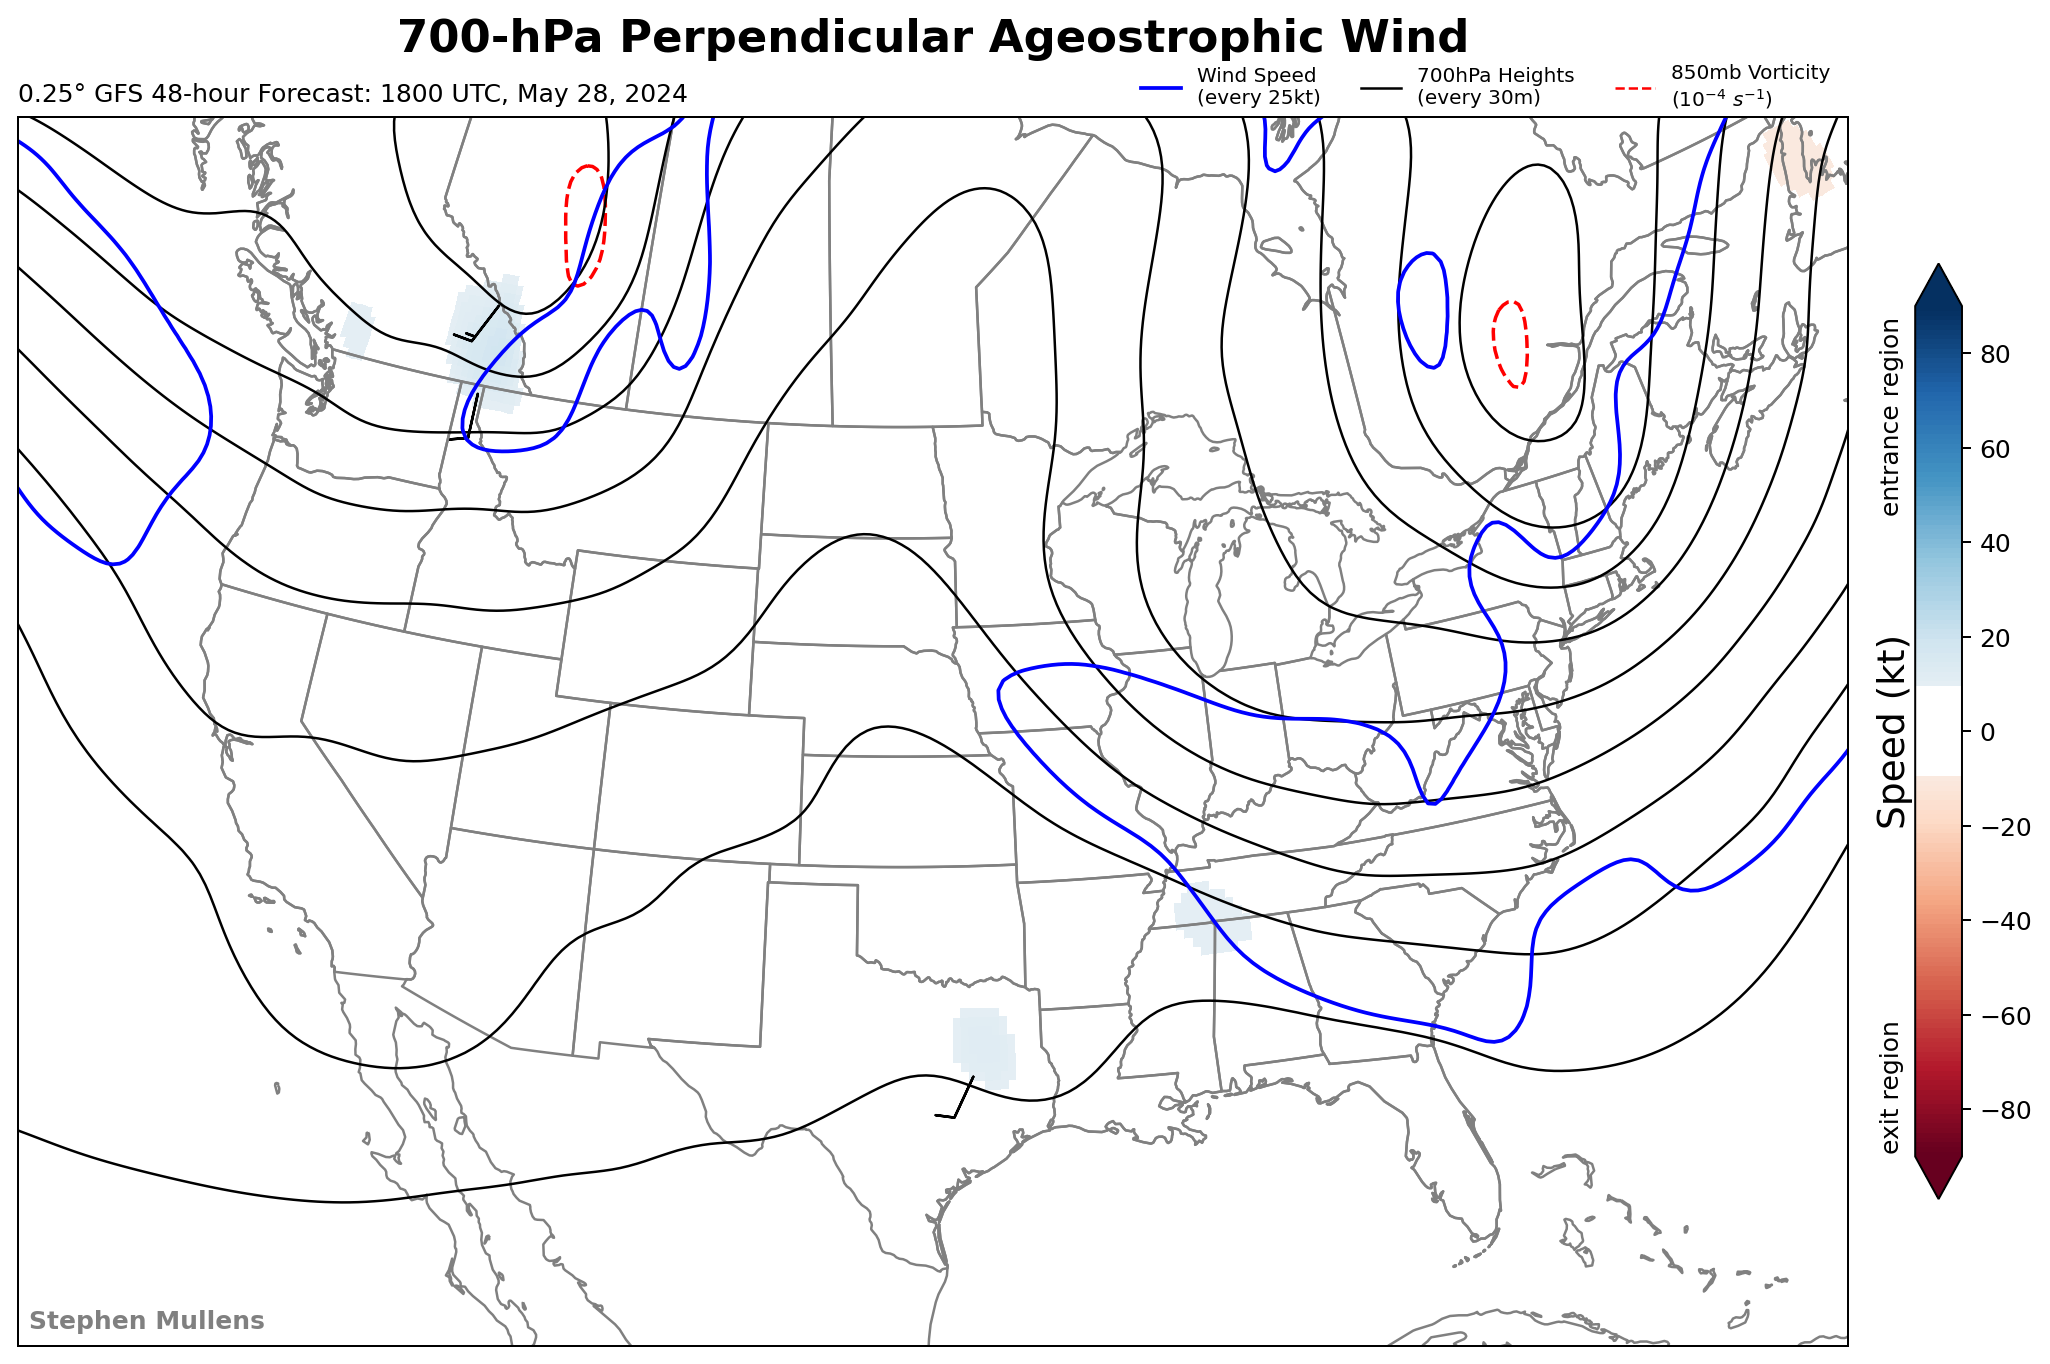 700-hPa Perpendicular Ageostrophic Wind
0.25° GFS 48-hour Forecast: 1800 UTC, May 28, 2024
Wind Speed
(every 25kt)
700hPa Heights
(every 30m)
850mb Vorticity
(10⁻⁴ s⁻¹)
entrance region
exit region
Speed (kt)
80
60
40
20
0
−20
−40
−60
−80
Stephen Mullens